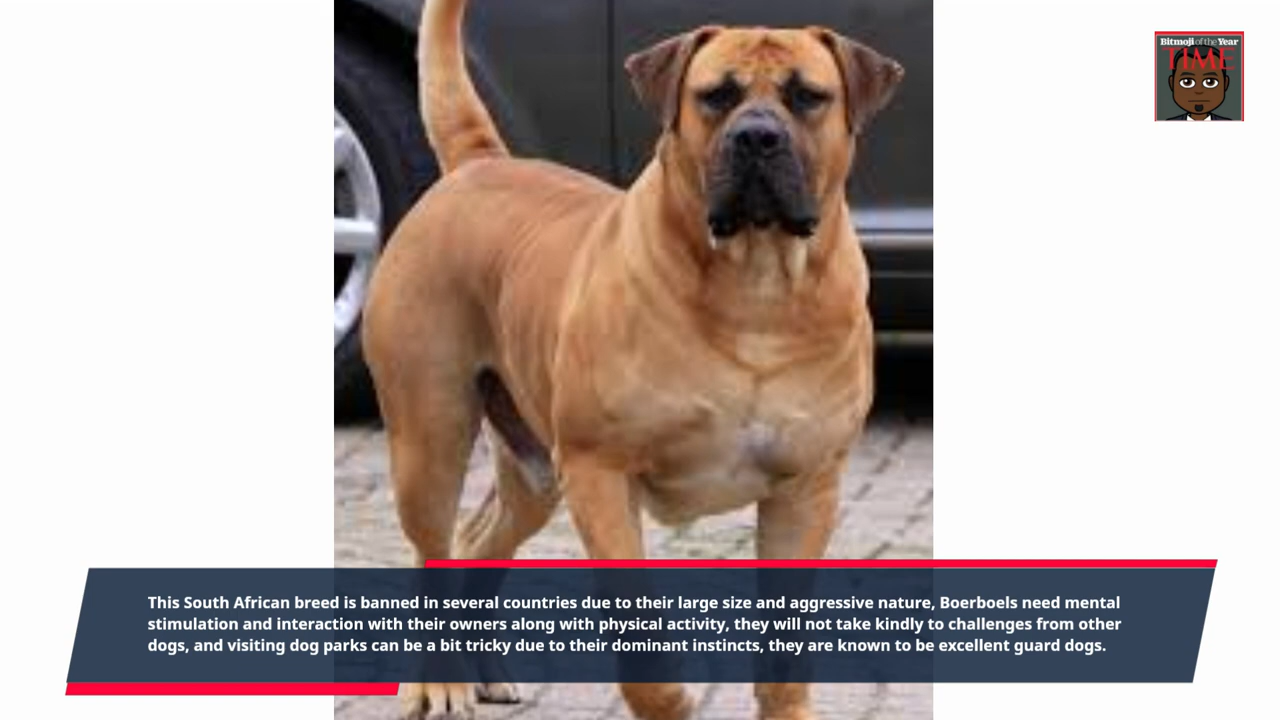 Bitmoji of the Year
TIME
This South African breed is banned in several countries due to their large size and aggressive nature, Boerboels need mental
stimulation and interaction with their owners along with physical activity, they will not take kindly to challenges from other
dogs, and visiting dog parks can be a bit tricky due to their dominant instincts, they are known to be excellent guard dogs.